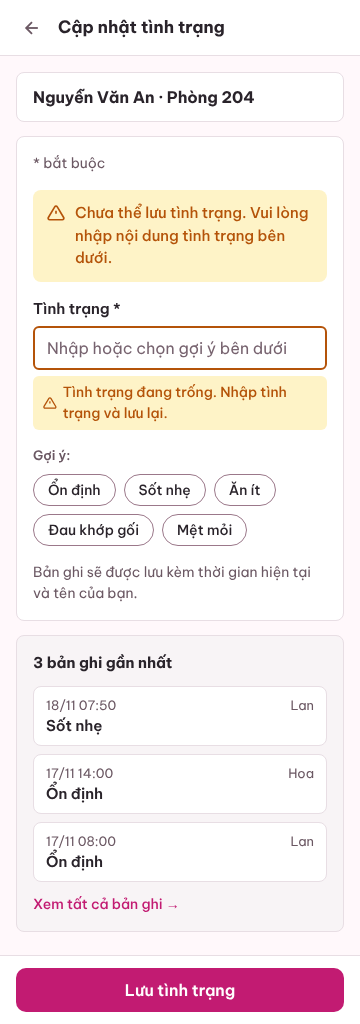 Cập nhật tình trạng
Nguyễn Văn An · Phòng 204
* bắt buộc
Chưa thể lưu tình trạng. Vui lòng
nhập nội dung tình trạng bên
dưới.
Tình trạng *
Nhập hoặc chọn gợi ý bên dưới
Tình trạng đang trống. Nhập tình
trạng và lưu lại.
Gợi ý:
Ổn định
Sốt nhẹ
Ăn ít
Đau khớp gối
Mệt mỏi
Bản ghi sẽ được lưu kèm thời gian hiện tại
và tên của bạn.
3 bản ghi gần nhất
18/11 07:50 Lan
Sốt nhẹ
17/11 14:00 Hoa
Ổn định
17/11 08:00 Lan
Ổn định
Xem tất cả bản ghi →
Lưu tình trạng